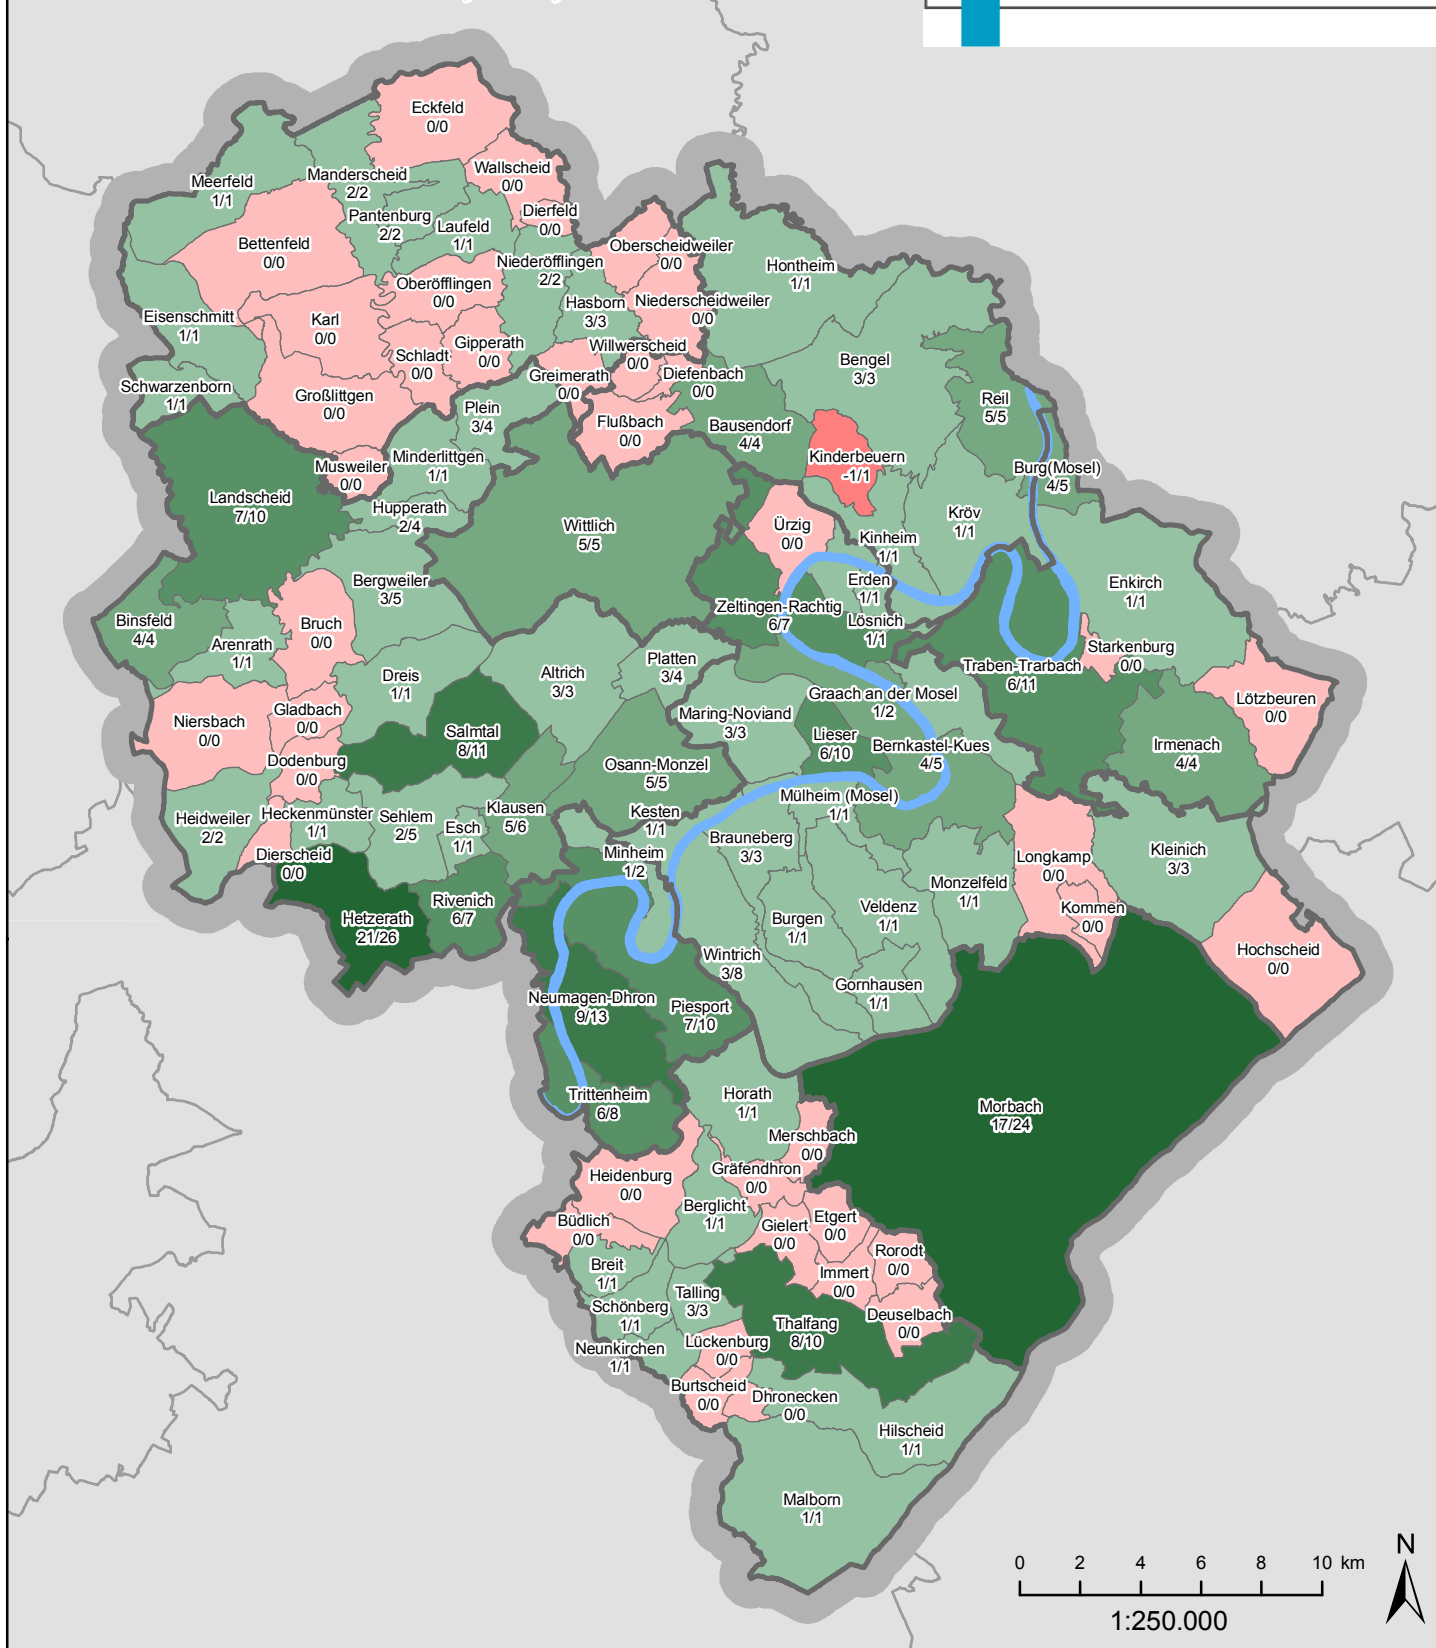 Eckfeld
0/0
Wallscheid
0/0
Manderscheid
2/2
Meerfeld
1/1
Dierfeld
0/0
Pantenburg
2/2
Laufeld
1/1
Bettenfeld
0/0
Oberscheidweiler
0/0
Niederöfflingen
2/2
Hontheim
1/1
Oberöfflingen
0/0
Hasborn
3/3
Niederscheidweiler
0/0
Eisenschmitt
1/1
Karl
0/0
Gipperath
0/0
Willwerscheid
0/0
Schladt
0/0
Bengel
3/3
Greimerath
0/0
Diefenbach
0/0
Schwarzenborn
1/1
Großlittgen
0/0
Reil
5/5
Plein
3/4
Flußbach
0/0
Bausendorf
4/4
Minderlittgen
1/1
Kinderbeuern
-1/1
Musweiler
0/0
Burg(Mosel)
4/5
Landscheid
7/10
Hupperath
2/4
Kröv
1/1
Wittlich
5/5
Ürzig
0/0
Kinheim
1/1
Bergweiler
3/5
Erden
1/1
Enkirch
1/1
Zeltingen-Rachtig
6/7
Binsfeld
4/4
Bruch
0/0
Lösnich
1/1
Arenrath
1/1
Starkenburg
0/0
Platten
3/4
Traben-Trarbach
6/11
Altrich
3/3
Dreis
1/1
Graach an der Mosel
1/2
Lötzbeuren
0/0
Gladbach
0/0
Maring-Noviand
3/3
Niersbach
0/0
Salmtal
8/11
Lieser
6/10
Bernkastel-Kues
4/5
Irmenach
4/4
Dodenburg
0/0
Osann-Monzel
5/5
Mülheim (Mosel)
1/1
Klausen
5/6
Kesten
1/1
Heckenmünster
1/1
Sehlem
2/5
Heidweiler
2/2
Esch
1/1
Brauneberg
3/3
Kleinich
3/3
Dierscheid
0/0
Minheim
1/2
Longkamp
0/0
Monzelfeld
1/1
Rivenich
6/7
Veldenz
1/1
Kommen
0/0
Hetzerath
21/26
Burgen
1/1
Hochscheid
0/0
Wintrich
3/8
Gornhausen
1/1
Neumagen-Dhron
9/13
Piesport
7/10
Trittenheim
6/8
Horath
1/1
Morbach
17/24
Merschbach
0/0
Heidenburg
0/0
Gräfendhron
0/0
Berglicht
1/1
Etgert
0/0
Büdlich
0/0
Gielert
0/0
Rorodt
0/0
Breit
1/1
Immert
0/0
Talling
3/3
Schönberg
1/1
Deuselbach
0/0
Thalfang
8/10
Neunkirchen
1/1
Lückenburg
0/0
Burtscheid
0/0
Dhronecken
0/0
Hilscheid
1/1
Malborn
1/1
N
0 2 4 6 8 10 km
1:250.000